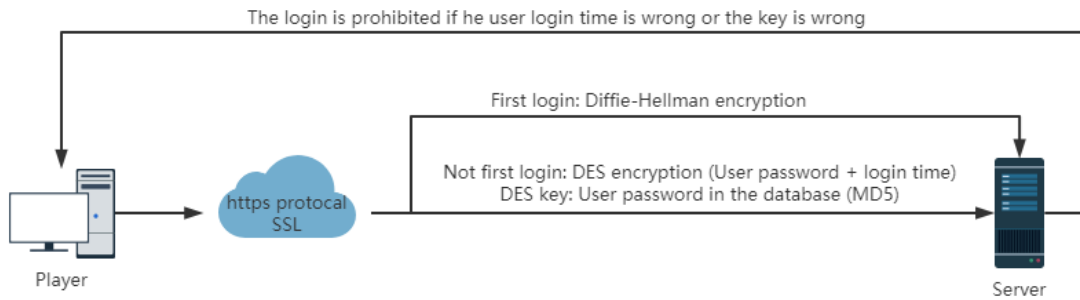 The login is prohibited if he user login time is wrong or the key is wrong
First login: Diffie-Hellman encryption
Not first login: DES encryption (User password + login time)
DES key: User password in the database (MD5)
https protocal
SSL
Player
Server